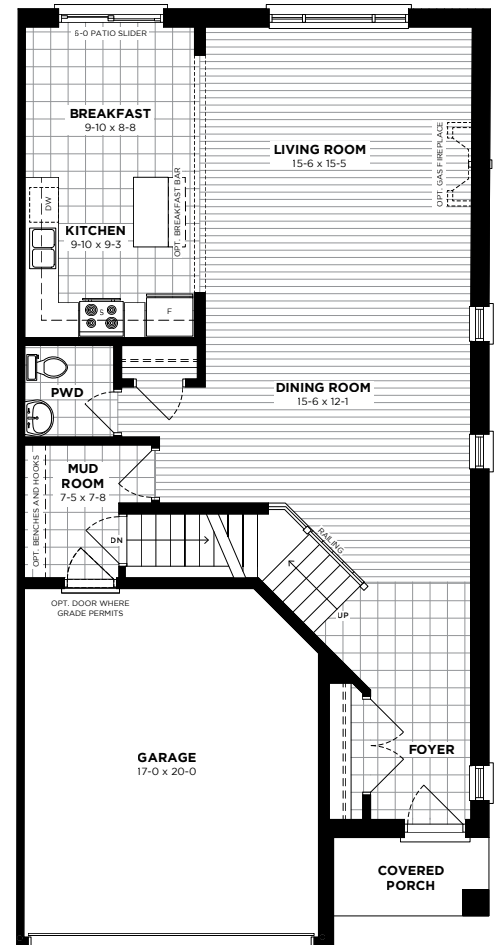 6-0 PATIO SLIDER
BREAKFAST
9-10 x 8-8
LIVING ROOM
15-6 x 15-5
OPT. GAS FIREPLACE
DW
KITCHEN
9-10 x 9-3
OPT. BREAKFAST BAR
S
F
PWD
DINING ROOM
15-6 x 12-1
MUD
ROOM
7-5 x 7-8
OPT. BENCHES AND HOOKS
DN
RAILING
UP
OPT. DOOR WHERE
GRADE PERMITS
FOYER
GARAGE
17-0 x 20-0
COVERED
PORCH